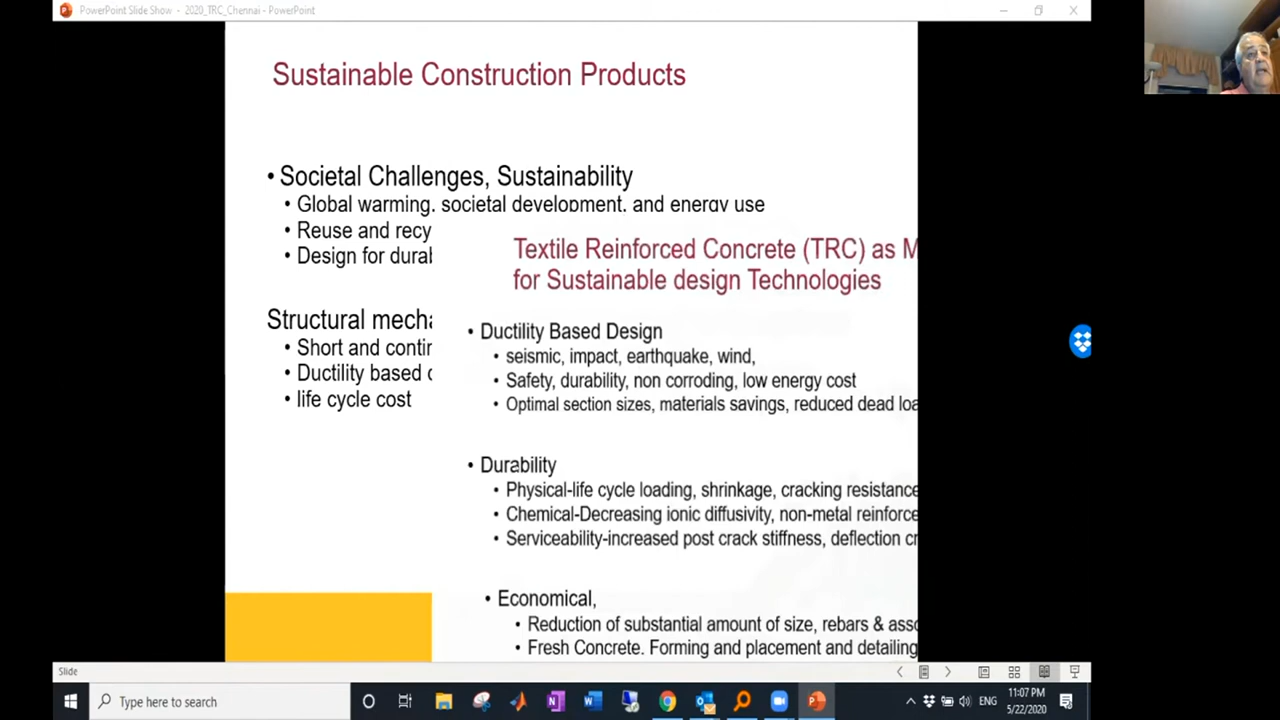 PowerPoint Slide Show - 2020_TRC_Chennai - PowerPoint
Sustainable Construction Products
• Societal Challenges, Sustainability
• Global warming, societal development, and energy use
• Reuse and recy
• Design for durab
Structural mecha
• Short and contin
• Ductility based
• life cycle cost
Textile Reinforced Concrete (TRC) as M
for Sustainable design Technologies
• Ductility Based Design
• seismic, impact, earthquake, wind,
• Safety, durability, non corroding, low energy cost
• Optimal section sizes, materials savings, reduced dead loa
• Durability
• Physical-life cycle loading, shrinkage, cracking resistance
• Chemical-Decreasing ionic diffusivity, non-metal reinforce
• Serviceability-increased post crack stiffness, deflection cr
• Economical,
• Reduction of substantial amount of size, rebars & asso
• Fresh Concrete. Forming and placement and detailing
Slide
Type here to search
ENG
11:07 PM
5/22/2020